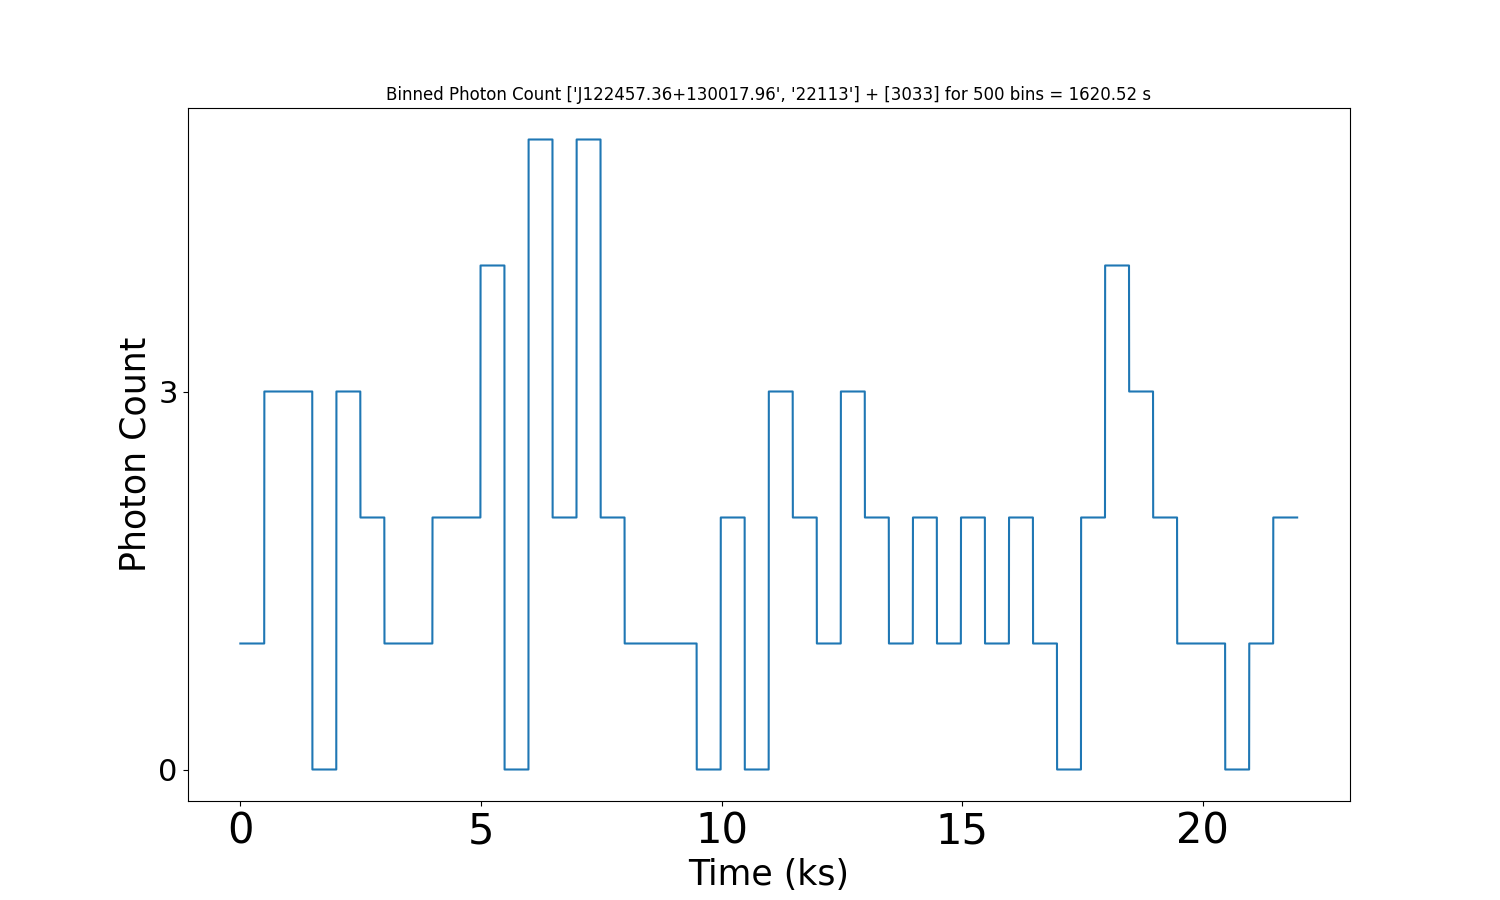 Binned Photon Count ['J122457.36+130017.96', '22113'] + [3033] for 500 bins = 1620.52 s
Photon Count
3
0
0 5 10 15 20
Time (ks)